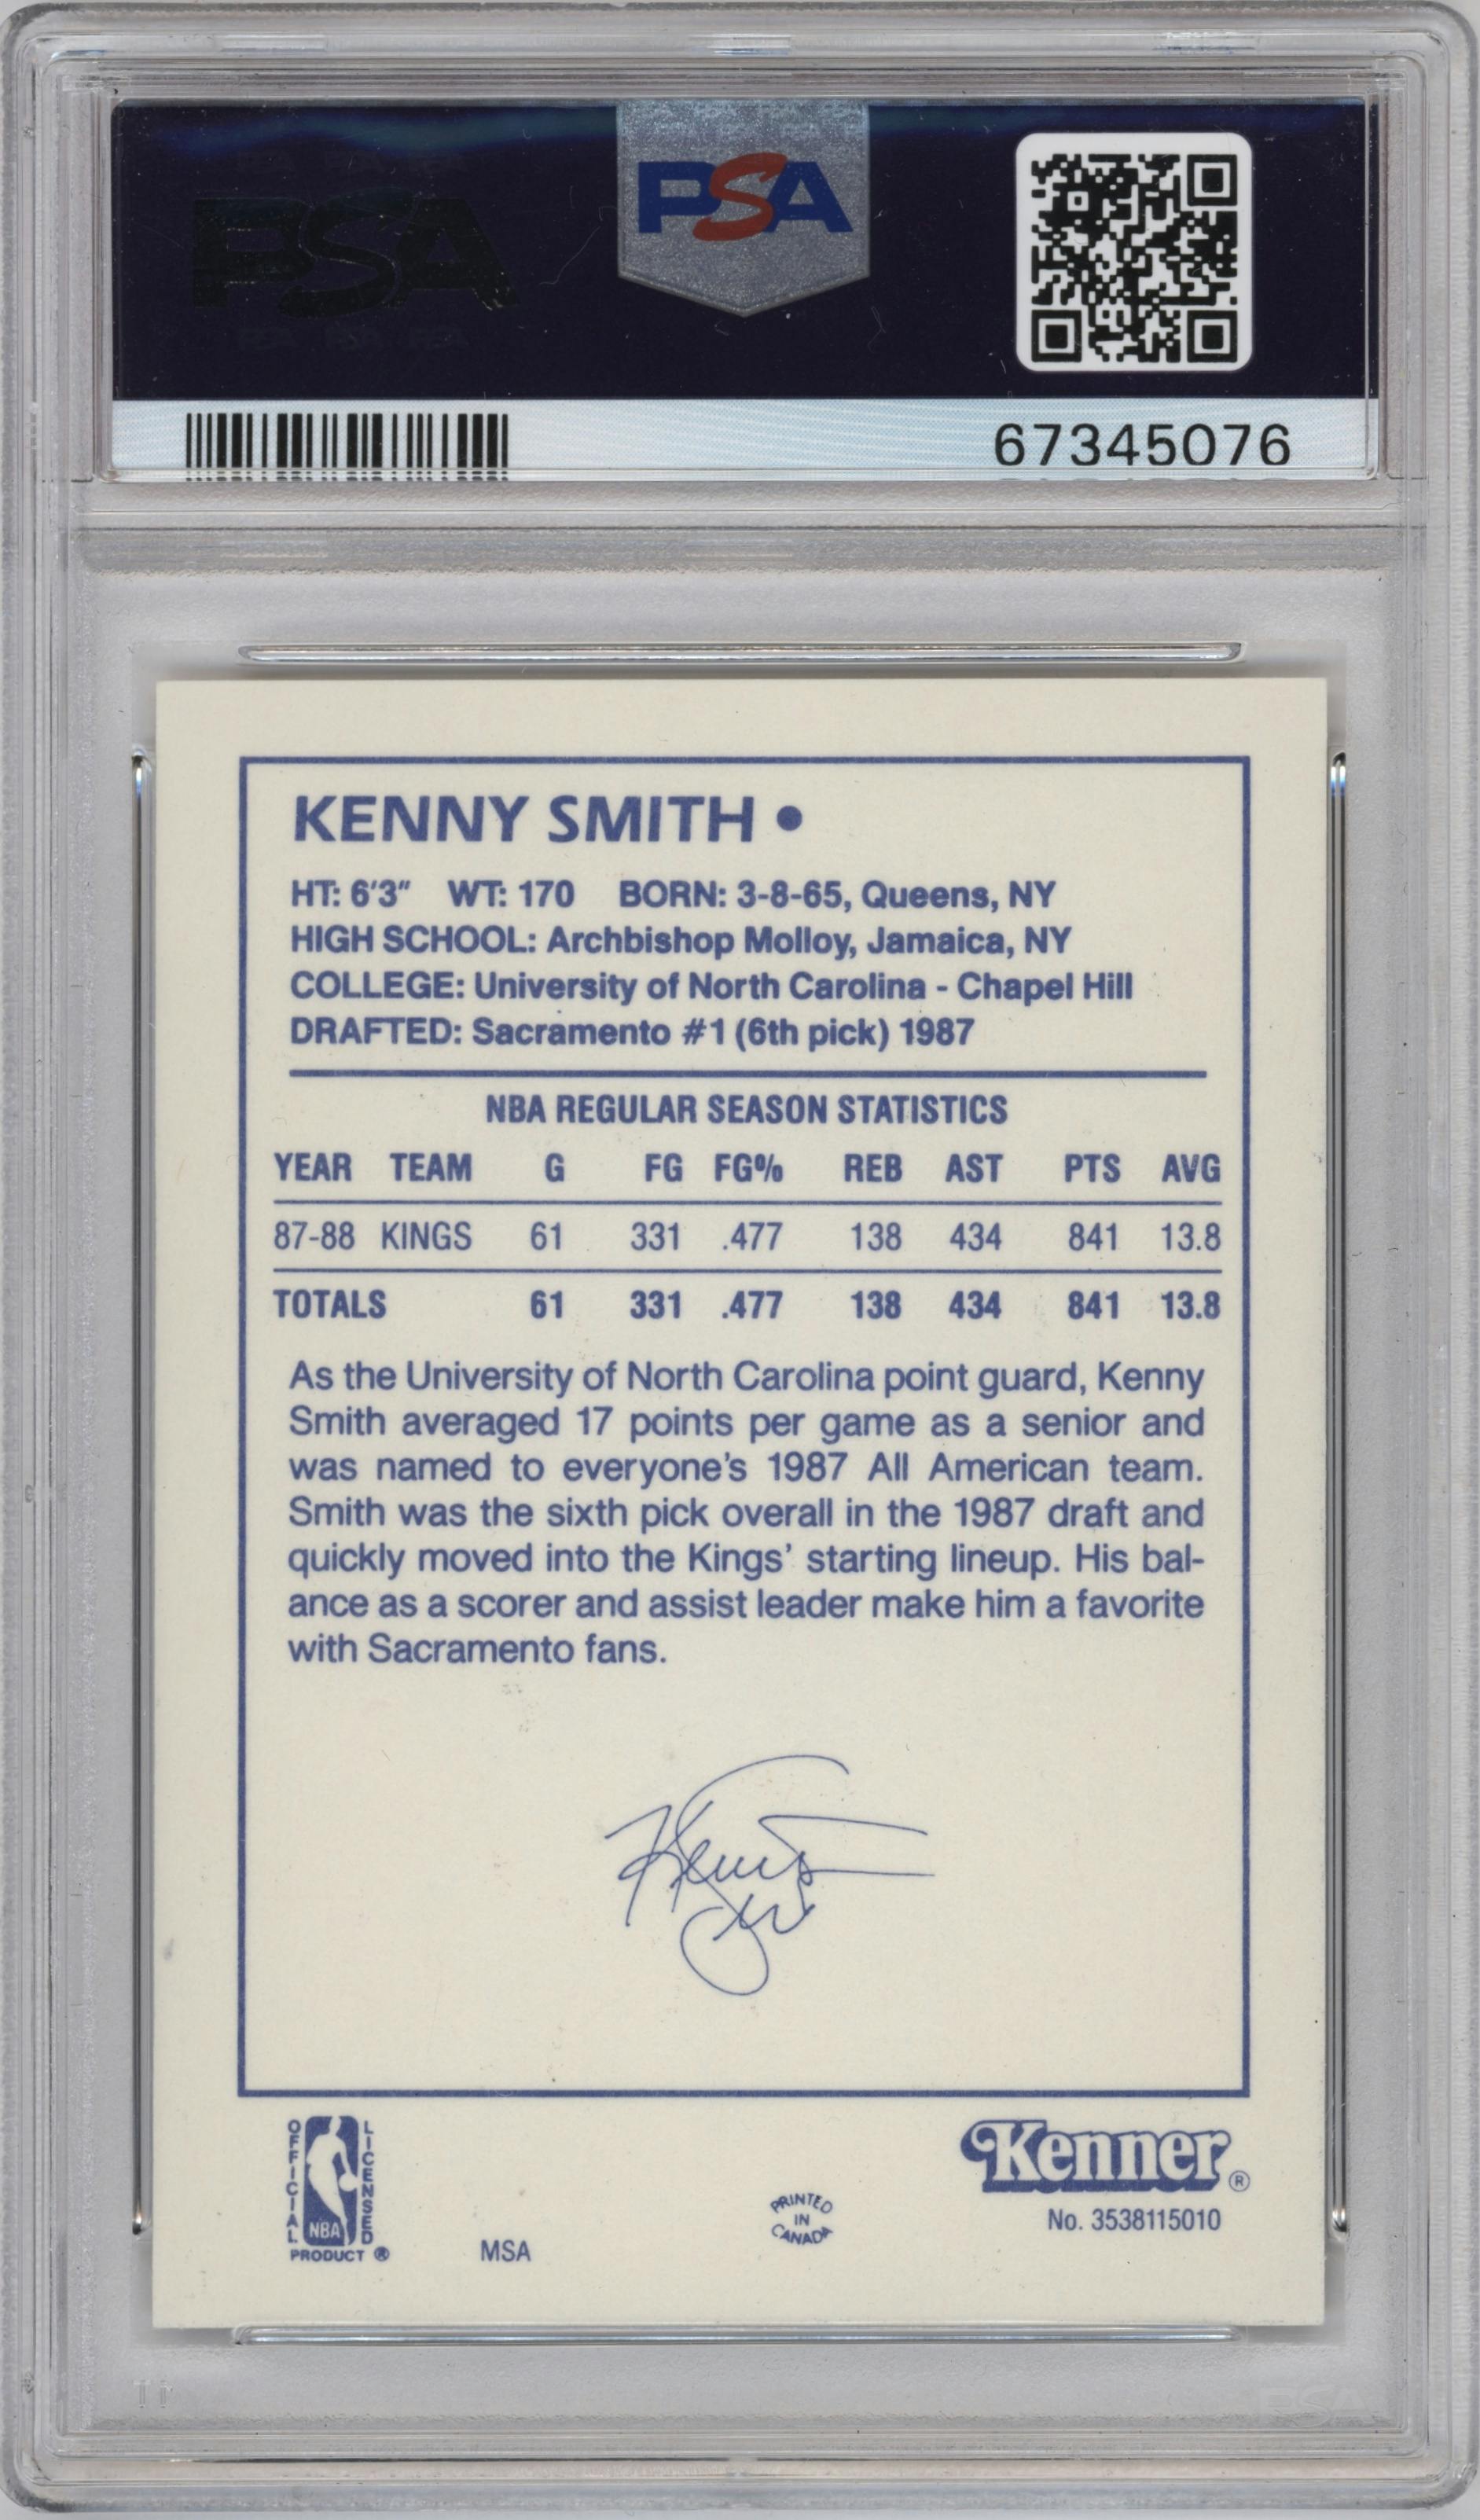 PSA
PSA
67345076
KENNY SMITH •
HT: 6'3" WT: 170 BORN: 3-8-65, Queens, NY
HIGH SCHOOL: Archbishop Molloy, Jamaica, NY
COLLEGE: University of North Carolina - Chapel Hill
DRAFTED: Sacramento #1 (6th pick) 1987
NBA REGULAR SEASON STATISTICS
YEAR TEAM G FG FG% REB AST PTS AVG
87-88 KINGS 61 331 .477 138 434 841 13.8
TOTALS 61 331 .477 138 434 841 13.8
As the University of North Carolina point guard, Kenny
Smith averaged 17 points per game as a senior and
was named to everyone's 1987 All American team.
Smith was the sixth pick overall in the 1987 draft and
quickly moved into the Kings' starting lineup. His bal-
ance as a scorer and assist leader make him a favorite
with Sacramento fans.
OFFICIAL
LICENSED
NBA
PRODUCT ®
MSA
PRINTED
IN
CANADA
Kenner®
No. 3538115010
PSA